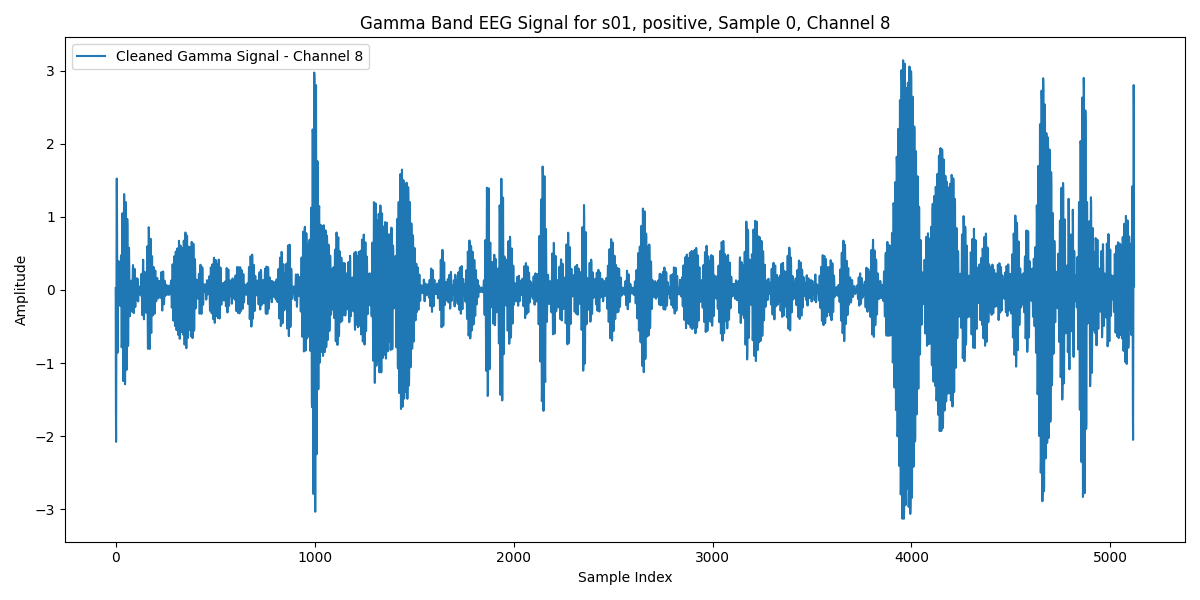 Gamma Band EEG Signal for s01, positive, Sample 0, Channel 8
Cleaned Gamma Signal - Channel 8
3
2
1
0
−1
−2
−3
Amplitude
0 1000 2000 3000 4000 5000
Sample Index